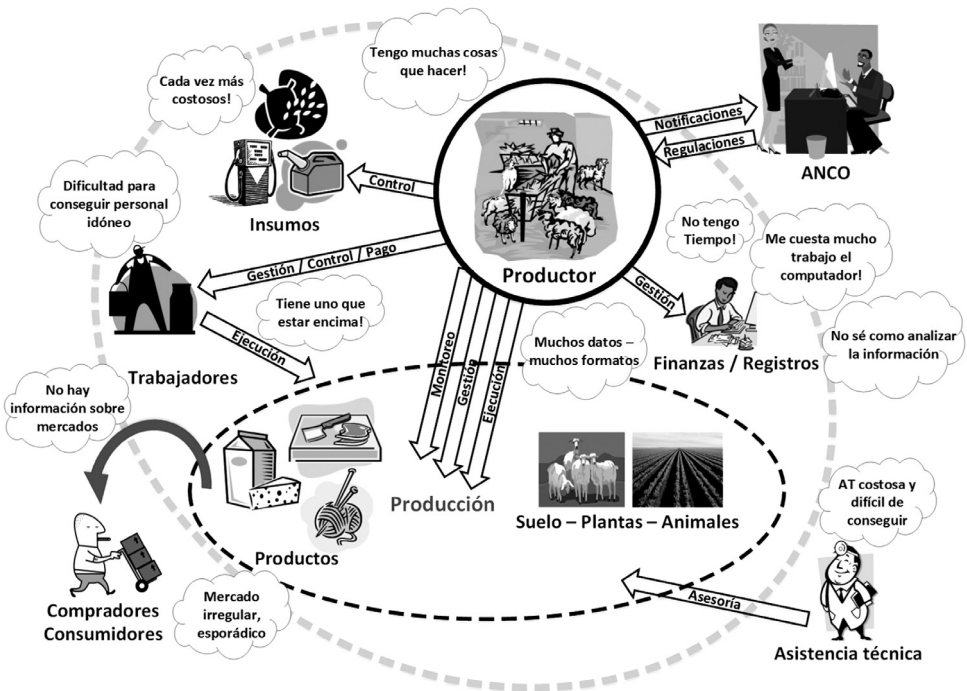 Tengo muchas cosas
que hacer!
Cada vez más
costosos!
Notificaciones
Regulaciones
ANCO
Control
Insumos
Dificultad para
conseguir personal
idóneo
Gestión / Control / Pago
Productor
No tengo
Tiempo!
Me cuesta mucho
trabajo el
computador!
Gestión
Tiene uno que
estar encima!
Ejecución
Trabajadores
Monitoreo
Gestión
Ejecución
Muchos datos –
muchos formatos
Finanzas / Registros
No sé como analizar
la información
No hay
información sobre
mercados
Producción
Suelo – Plantas – Animales
Productos
AT costosa y
difícil de
conseguir
Compradores
Consumidores
Mercado
irregular,
esporádico
Asesoría
Asistencia técnica